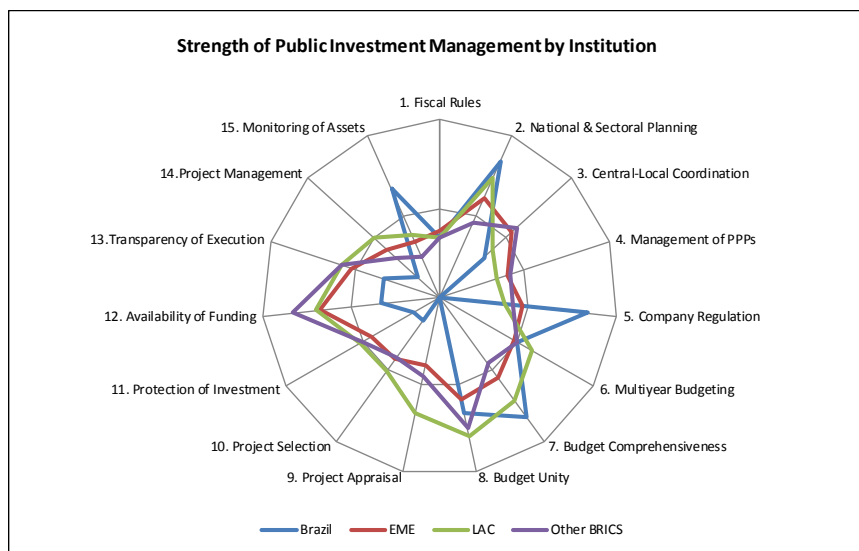 Strength of Public Investment Management by Institution
1. Fiscal Rules
15. Monitoring of Assets
2. National & Sectoral Planning
14.Project Management
3. Central-Local Coordination
13.Transparency of Execution
4. Management of PPPs
12. Availability of Funding
5. Company Regulation
11. Protection of Investment
6. Multiyear Budgeting
10. Project Selection
7. Budget Comprehensiveness
9. Project Appraisal
8. Budget Unity
Brazil EME LAC Other BRICS